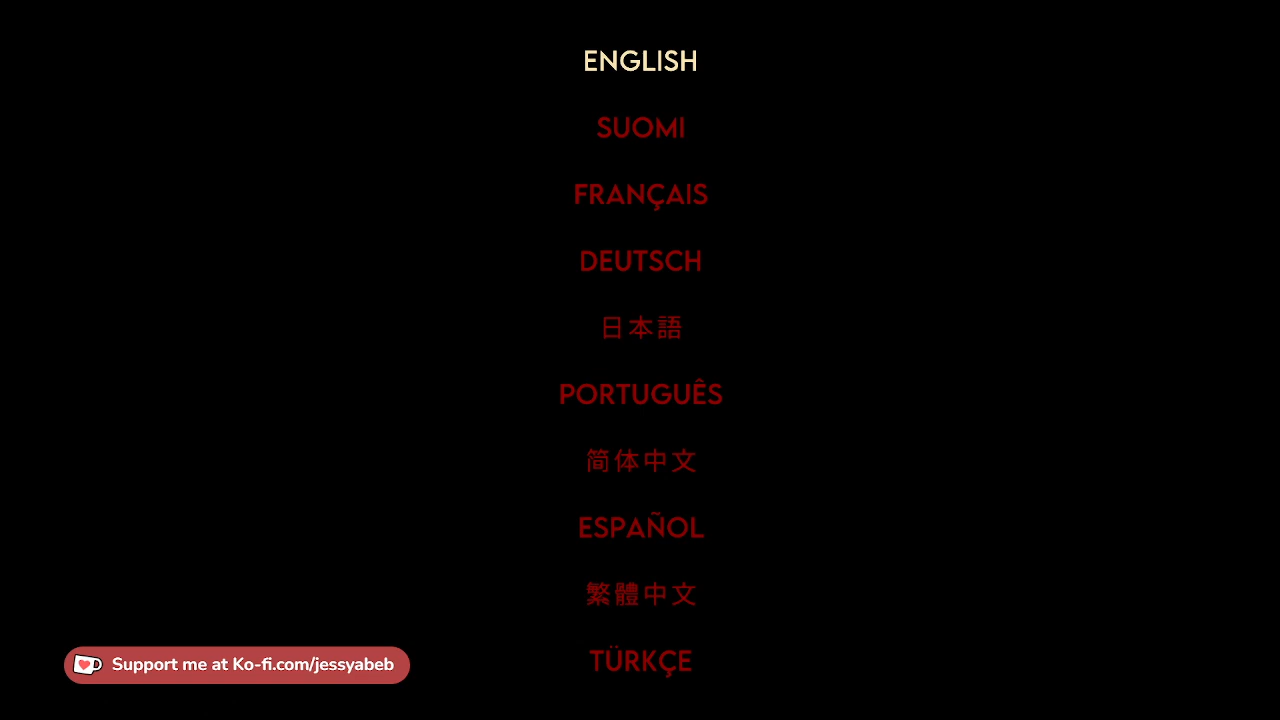 ENGLISH
SUOMI
FRANÇAIS
DEUTSCH
日本語
PORTUGUÊS
简体中文
ESPAÑOL
繁體中文
TÜRKÇE
Support me at Ko-fi.com/jessyabeb